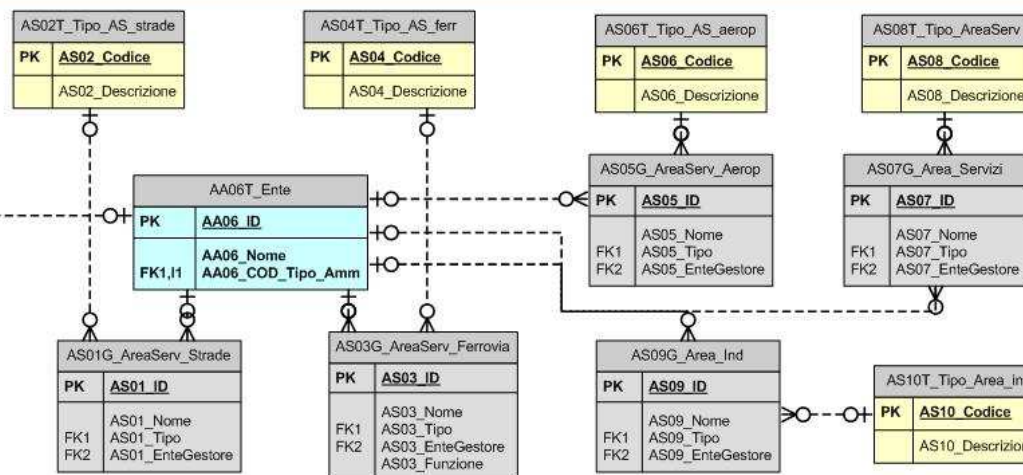 AS02T_Tipo_AS_strade
PK AS02_Codice
AS02_Descrizione
AS04T_Tipo_AS_ferr
PK AS04_Codice
AS04_Descrizione
AS06T_Tipo_AS_aerop
PK AS06_Codice
AS06_Descrizione
AS08T_Tipo_AreaServ
PK AS08_Codice
AS08_Descrizione
AA06T_Ente
PK AA06_ID
AA06_Nome
FK1,I1 AA06_COD_Tipo_Amm
AS05G_AreaServ_Aerop
PK AS05_ID
AS05_Nome
FK1 AS05_Tipo
FK2 AS05_EnteGestore
AS07G_Area_Servizi
PK AS07_ID
AS07_Nome
FK1 AS07_Tipo
FK2 AS07_EnteGestore
AS01G_AreaServ_Strade
PK AS01_ID
AS01_Nome
FK1 AS01_Tipo
FK2 AS01_EnteGestore
AS03G_AreaServ_Ferrovia
PK AS03_ID
AS03_Nome
FK1 AS03_Tipo
FK2 AS03_EnteGestore
AS03_Funzione
AS09G_Area_Ind
PK AS09_ID
AS09_Nome
FK1 AS09_Tipo
FK2 AS09_EnteGestore
AS10T_Tipo_Area_in
PK AS10_Codice
AS10_Descrizion